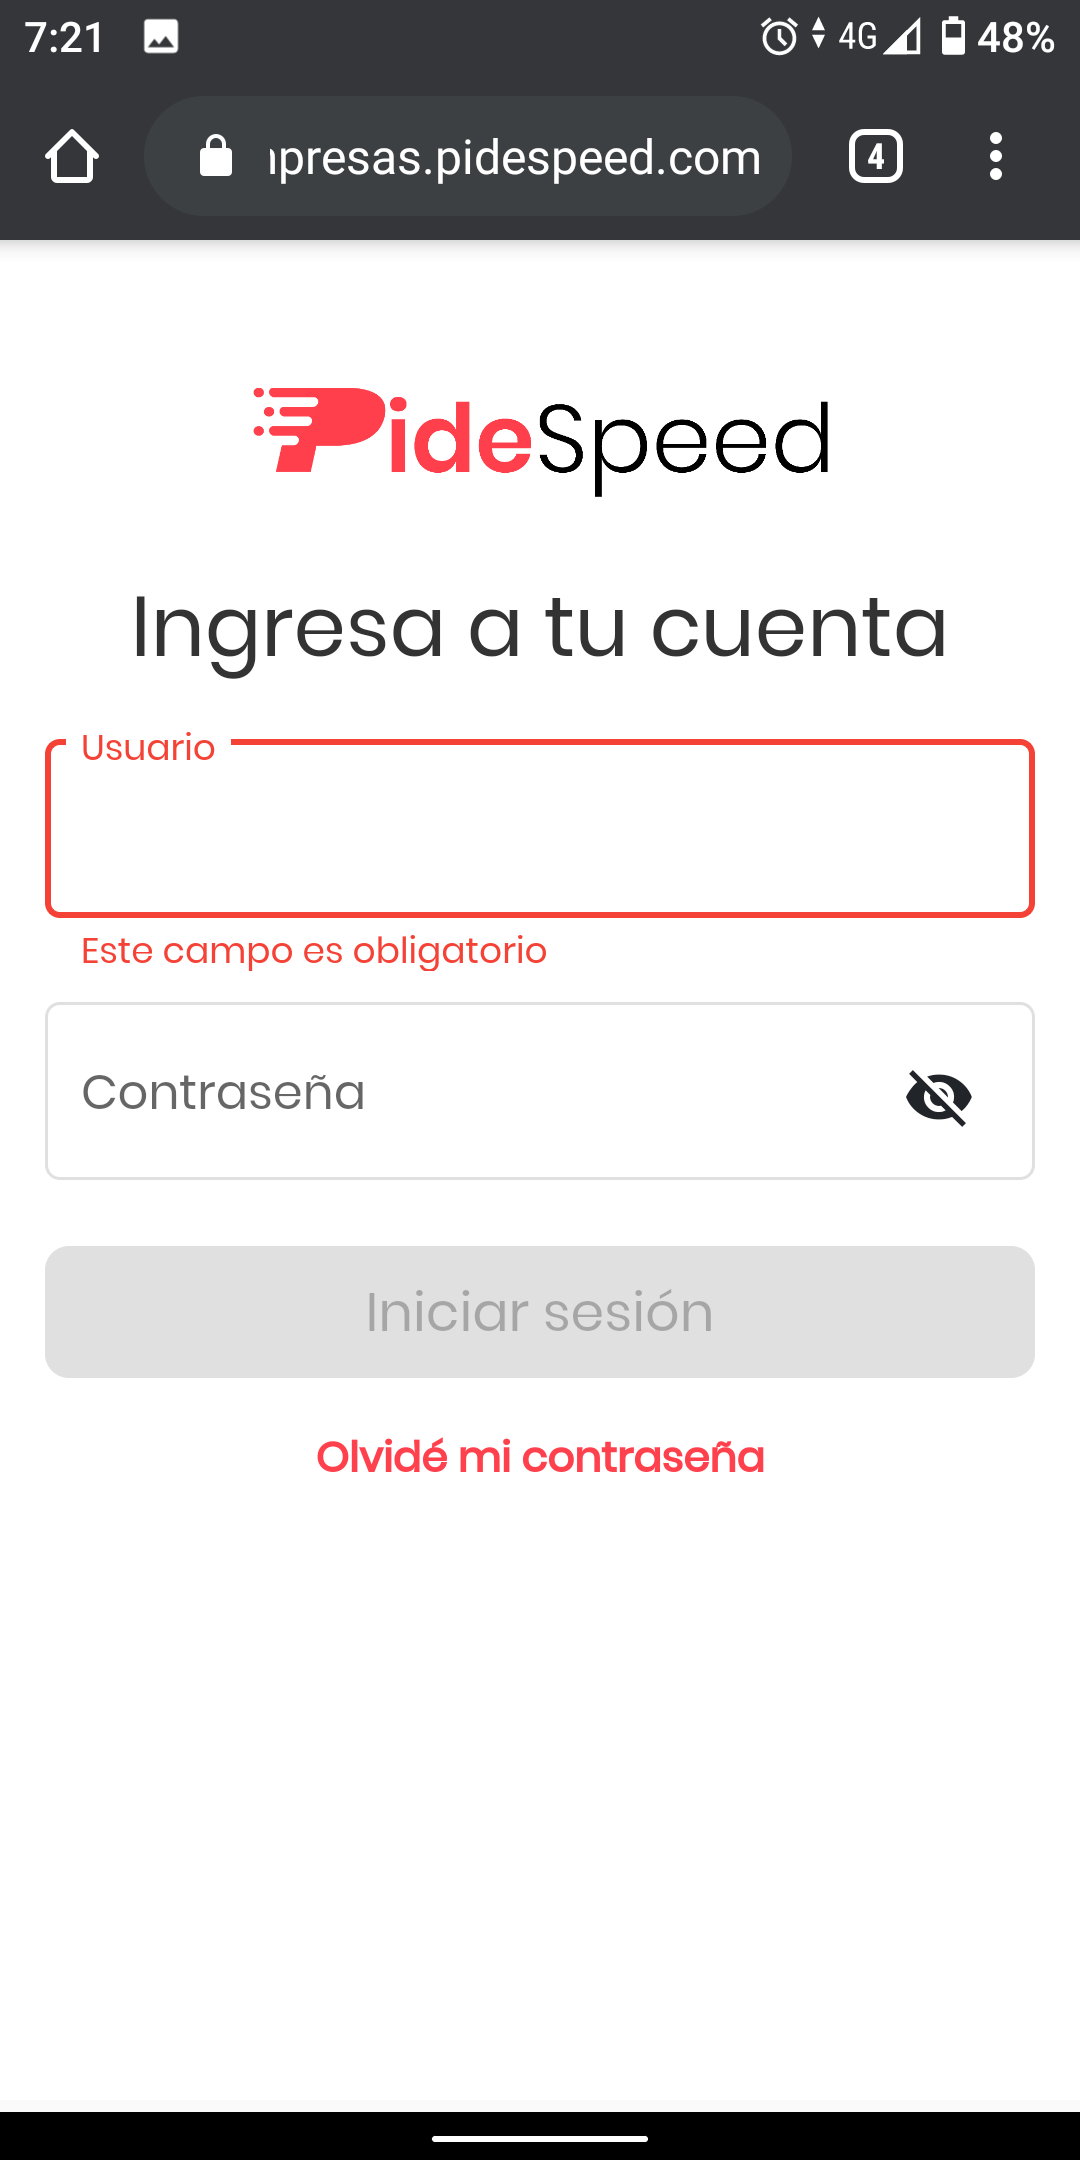 7:21 4G 48%
presas.pidespeed.com 4
PideSpeed
Ingresa a tu cuenta
Usuario
Este campo es obligatorio
Contraseña
Iniciar sesión
Olvidé mi contraseña